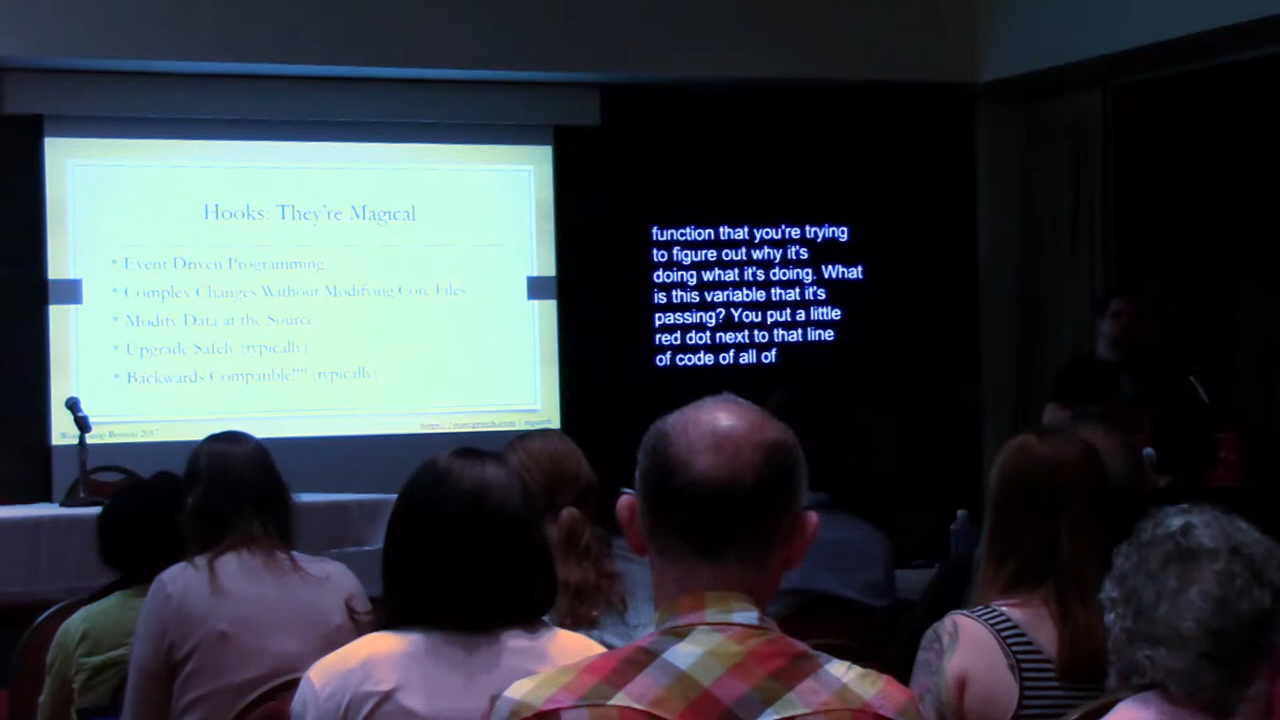 Hooks: They're Magical
* Event Driven Programming
* Complex Changes Without Modifying Core Files
* Modify Data at the Source
* Upgrade Safely (typically)
* Backwards Compatible"" (typically)
Boston 2017
function that you're trying
to figure out why it's
doing what it's doing. What
is this variable that it's
passing? You put a little
red dot next to that line
of code of all of